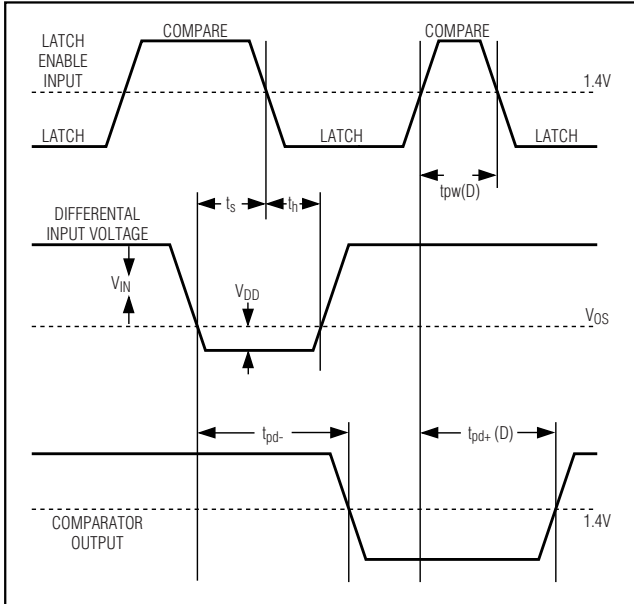 COMPARE
COMPARE
LATCH
ENABLE
INPUT
1.4V
LATCH
LATCH
LATCH
tpw(D)
ts
th
DIFFERENTAL
INPUT VOLTAGE
VIN
VDD
VOS
tpd-
tpd+ (D)
1.4V
COMPARATOR
OUTPUT